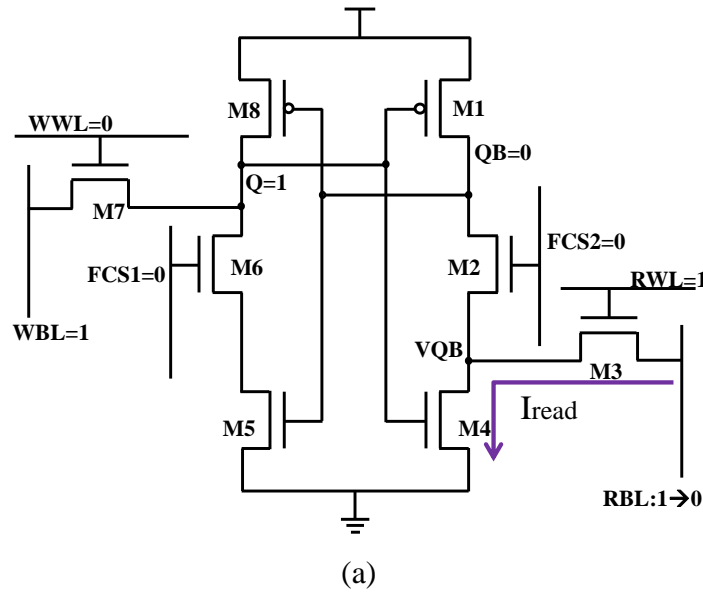 M8
M1
WWL=0
QB=0
Q=1
M7
M6
M2
FCS2=0
FCS1=0
RWL=1
WBL=1
VQB
M3
M5
M4
Iread
RBL:1→0
(a)